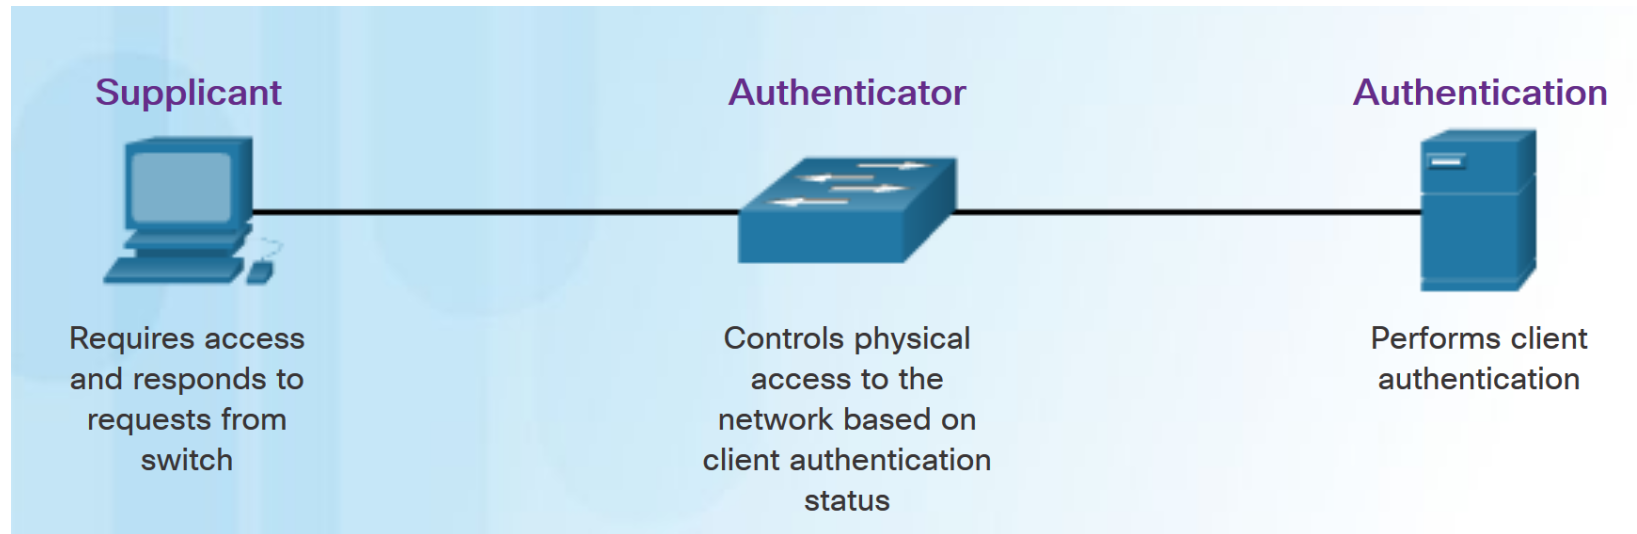 Supplicant
Requires access
and responds to
requests from
switch
Authenticator
Controls physical
access to the
network based on
client authentication
status
Authentication
Performs client
authentication